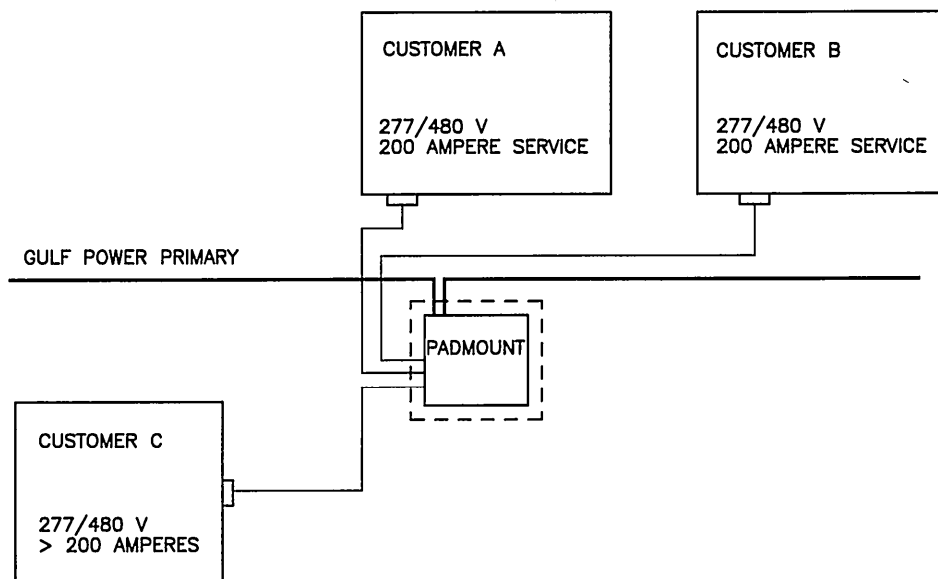 CUSTOMER A
277/480 V
200 AMPERE SERVICE
CUSTOMER B
277/480 V
200 AMPERE SERVICE
GULF POWER PRIMARY
PADMOUNT
CUSTOMER C
277/480 V
> 200 AMPERES